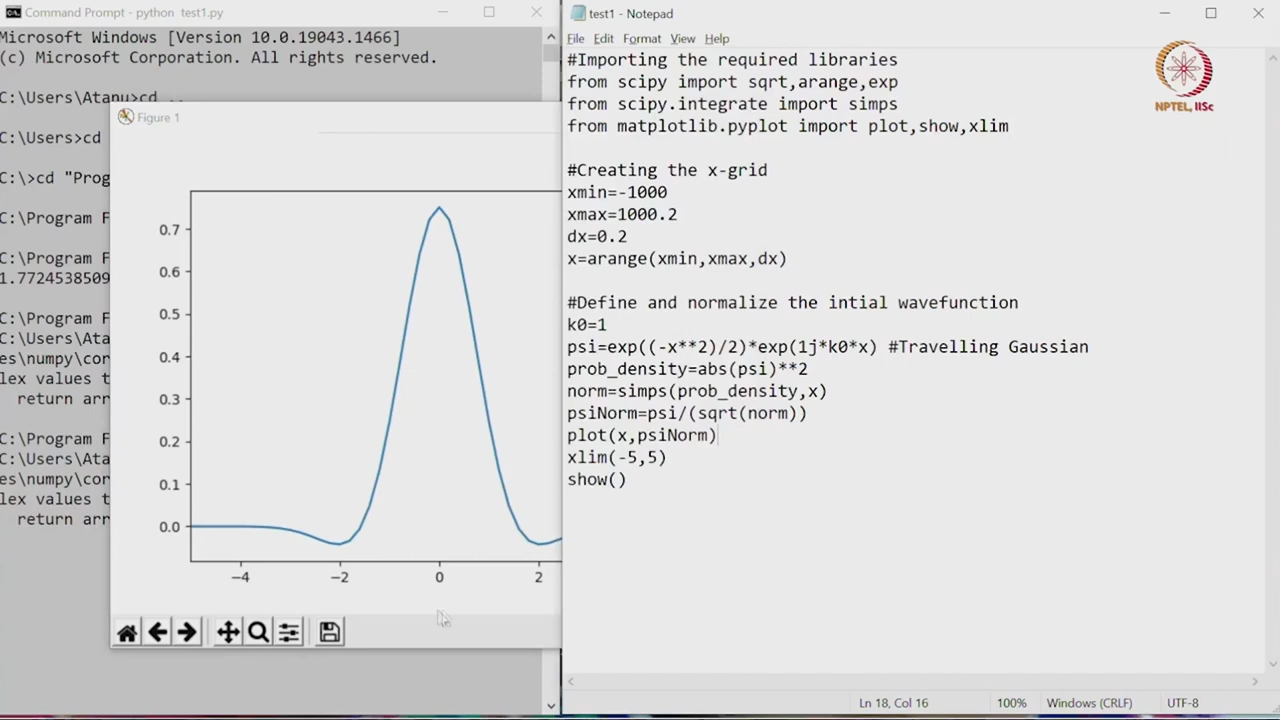 Command Prompt - python test1.py
Microsoft Windows [Version 10.0.19043.1466]
(c) Microsoft Corporation. All rights reserved.
C:\Users\Atanu>cd ..
C:\Users>cd
C:\>cd "Prog
C:\Program F
C:\Program F
1.7724538509
C:\Program F
C:\Users\Ata
es\numpy\cor
lex values t
return arr
C:\Program F
C:\Users\Ata
es\numpy\cor
lex values t
return arr
Figure 1
0.7
0.6
0.5
0.4
0.3
0.2
0.1
0.0
−4 −2 0 2
test1 - Notepad
File Edit Format View Help
#Importing the required libraries
from scipy import sqrt,arange,exp
from scipy.integrate import simps
from matplotlib.pyplot import plot,show,xlim
#Creating the x-grid
xmin=-1000
xmax=1000.2
dx=0.2
x=arange(xmin,xmax,dx)
#Define and normalize the intial wavefunction
k0=1
psi=exp((-x**2)/2)*exp(1j*k0*x) #Travelling Gaussian
prob_density=abs(psi)**2
norm=simps(prob_density,x)
psiNorm=psi/(sqrt(norm))
plot(x,psiNorm)
xlim(-5,5)
show()
NPTEL, IISc
Ln 18, Col 16 100% Windows (CRLF) UTF-8